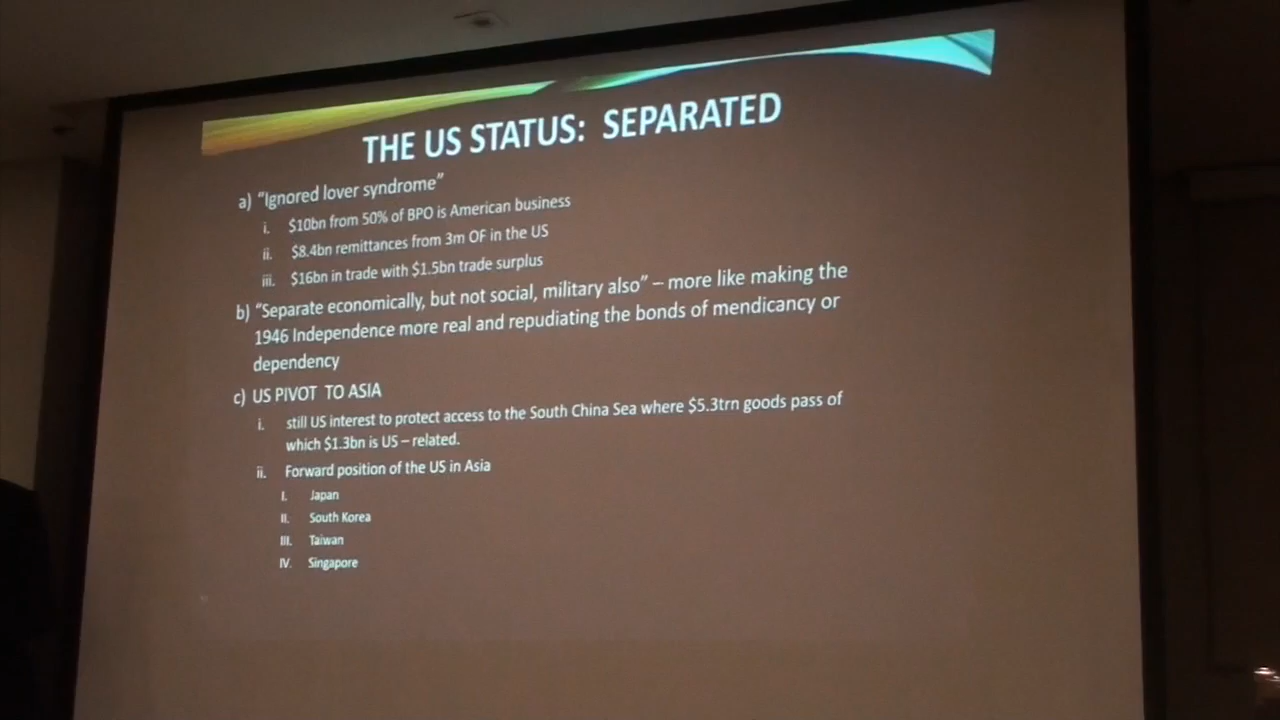 THE US STATUS: SEPARATED
a) “Ignored lover syndrome”
i. $10bn from 50% of BPO is American business
ii. $8.4bn remittances from 3m OF in the US
iii. $16bn in trade with $1.5bn trade surplus
b) “Separate economically, but not social, military also” – more like making the
1946 Independence more real and repudiating the bonds of mendicancy or
dependency
c) US PIVOT TO ASIA
i. still US interest to protect access to the South China Sea where $5.3trn goods pass of
which $1.3bn is US – related.
ii. Forward position of the US in Asia
I. Japan
II. South Korea
III. Taiwan
IV. Singapore